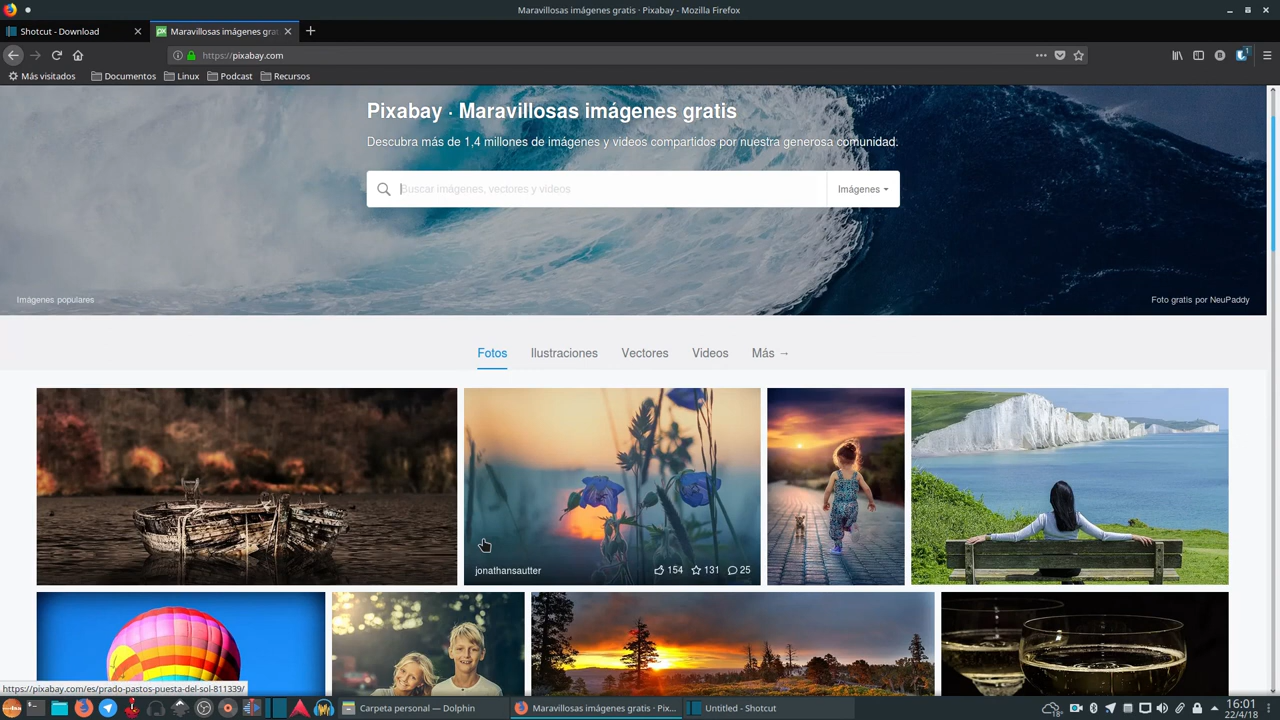 Maravillosas imágenes gratis · Pixabay - Mozilla Firefox
Shotcut - Download
Maravillosas imágenes gra
https://pixabay.com
Más visitados
Documentos
Linux
Podcast
Recursos
Pixabay · Maravillosas imágenes gratis
Descubra más de 1,4 millones de imágenes y videos compartidos por nuestra generosa comunidad.
Buscar imágenes, vectores y videos
Imágenes
Imágenes populares
Foto gratis por NeuPaddy
Fotos
Ilustraciones
Vectores
Videos
Más →
jonathansautter
154
131
25
https://pixabay.com/es/prado-pastos-puesta-del-sol-811339/
Carpeta personal — Dolphin
Maravillosas imágenes gratis · Pix...
Untitled - Shotcut
18°
16:01
22/4/18